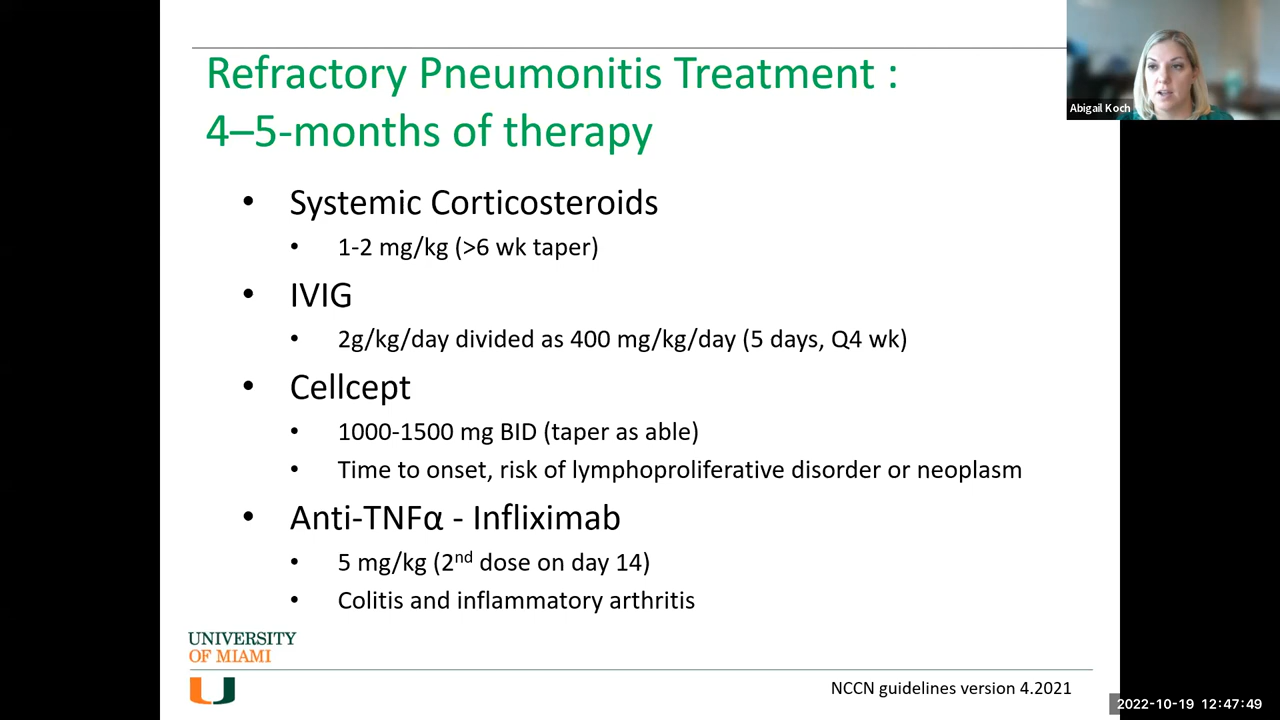 Refractory Pneumonitis Treatment :
4–5-months of therapy
Abigail Koch
• Systemic Corticosteroids
• 1-2 mg/kg (>6 wk taper)
• IVIG
• 2g/kg/day divided as 400 mg/kg/day (5 days, Q4 wk)
• Cellcept
• 1000-1500 mg BID (taper as able)
• Time to onset, risk of lymphoproliferative disorder or neoplasm
• Anti-TNFα - Infliximab
• 5 mg/kg (2nd dose on day 14)
• Colitis and inflammatory arthritis
UNIVERSITY
OF MIAMI
NCCN guidelines version 4.2021
2022-10-19 12:47:49